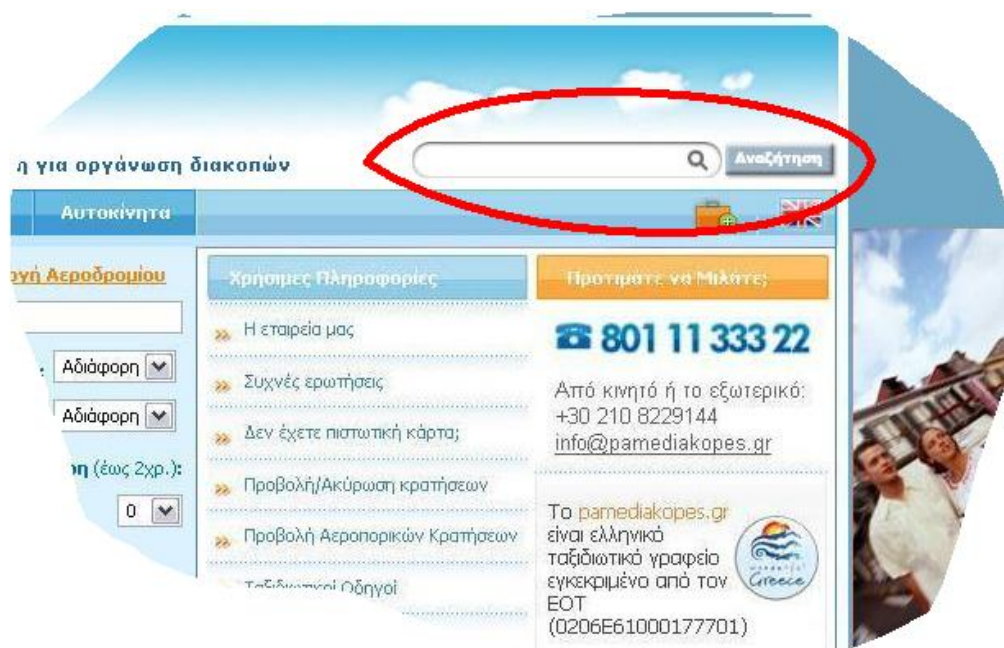 η για οργάνωση διακοπών
Αναζήτηση
Αυτοκίνητα
Αεροδρομίου
Αδιάφορη
Αδιάφορη
(έως 2χρ.):
0
Χρήσιμες Πληροφορίες
Η εταιρεία μας
Συχνές ερωτήσεις
Δεν έχετε πιστωτική κάρτα;
Προβολή/Ακύρωση κρατήσεων
Προβολή Αεροπορικών Κρατήσεων
Ταξιδιωτικοί Οδηγοί
Προτιμάτε να Μιλάτε;
801 11 333 22
Από κινητό ή το εξωτερικό:
+30 210 8229144
info@pamediakopes.gr
Το pamediakopes.gr
είναι ελληνικό
ταξιδιωτικό γραφείο
εγκεκριμένο από τον
ΕΟΤ
(0206Ε61000177701)
Greece